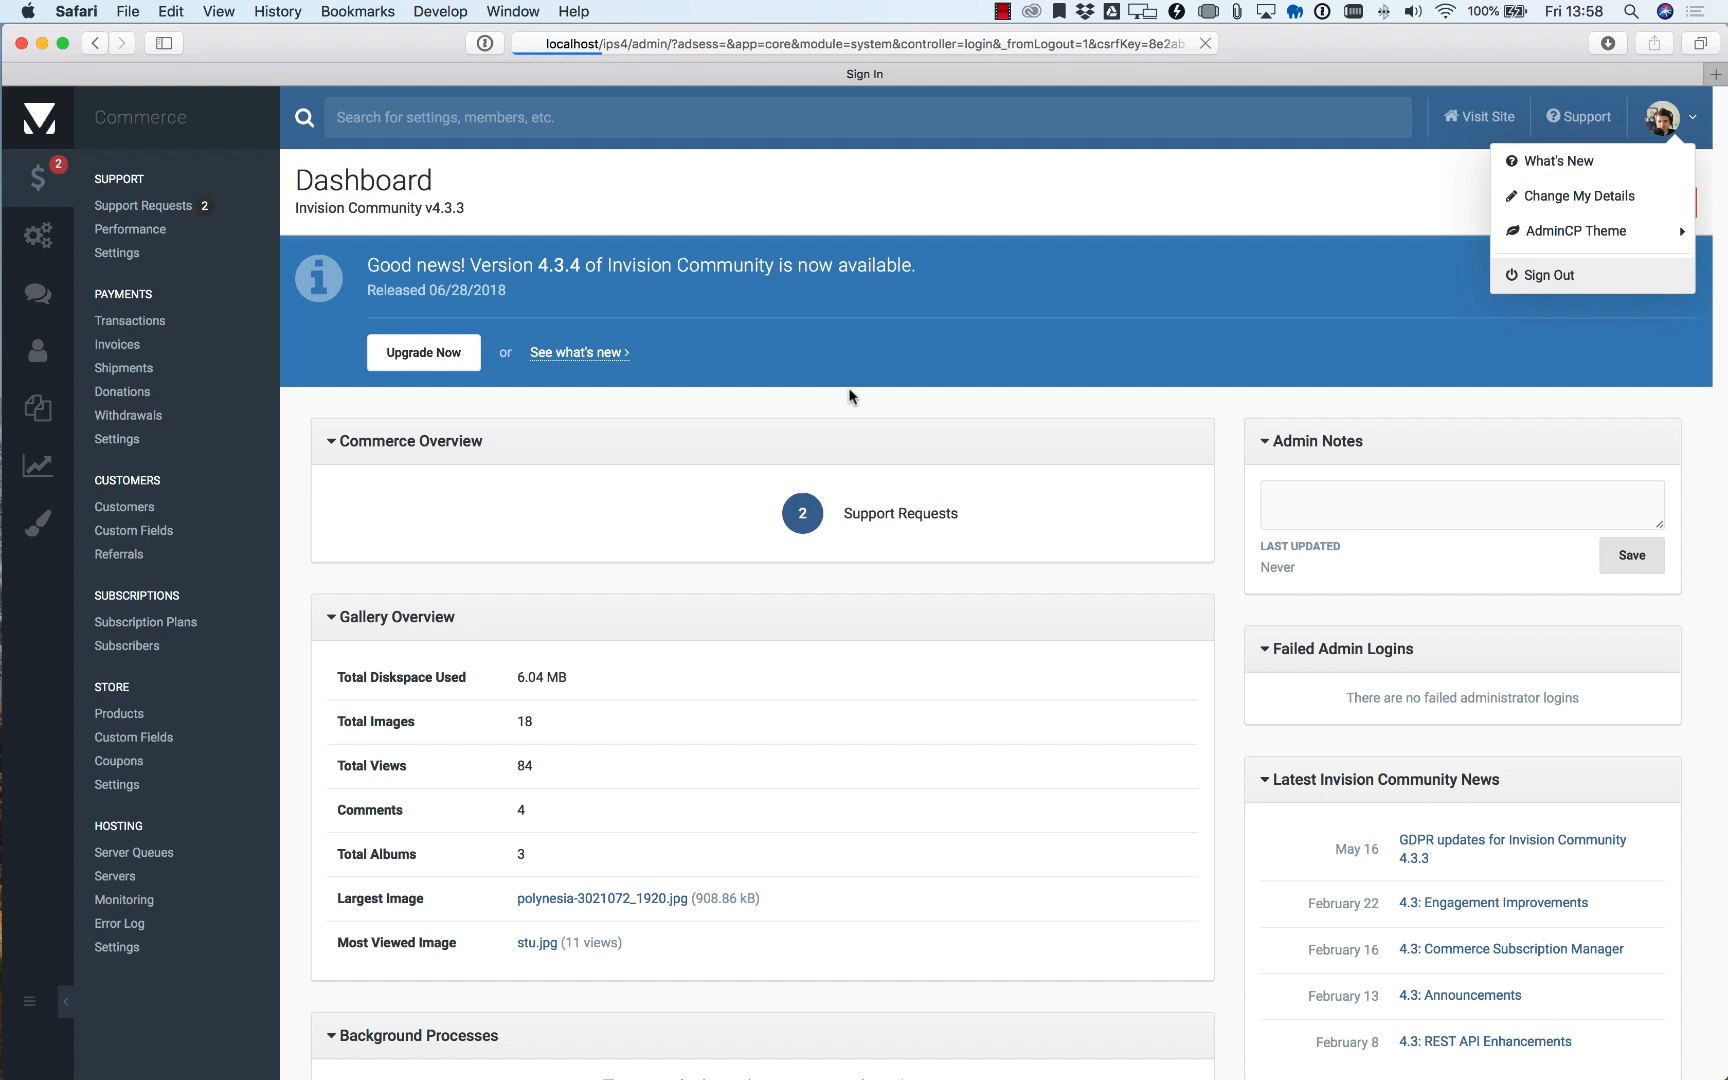 Safari File Edit View History Bookmarks Develop Window Help
100% Fri 13:58
localhost/ips4/admin/?adsess=&app=core&module=system&controller=login&_fromLogout=1&csrfKey=8e2ab
Sign In
Commerce
Search for settings, members, etc.
Visit Site
Support
2
SUPPORT
Support Requests 2
Performance
Settings
PAYMENTS
Transactions
Invoices
Shipments
Donations
Withdrawals
Settings
CUSTOMERS
Customers
Custom Fields
Referrals
SUBSCRIPTIONS
Subscription Plans
Subscribers
STORE
Products
Custom Fields
Coupons
Settings
HOSTING
Server Queues
Servers
Monitoring
Error Log
Settings
Dashboard
Invision Community v4.3.3
What's New
Change My Details
AdminCP Theme
Sign Out
Good news! Version 4.3.4 of Invision Community is now available.
Released 06/28/2018
Upgrade Now or See what's new ›
Commerce Overview
2 Support Requests
Gallery Overview
Total Diskspace Used 6.04 MB
Total Images 18
Total Views 84
Comments 4
Total Albums 3
Largest Image polynesia-3021072_1920.jpg (908.86 kB)
Most Viewed Image stu.jpg (11 views)
Background Processes
Admin Notes
LAST UPDATED
Never
Save
Failed Admin Logins
There are no failed administrator logins
Latest Invision Community News
May 16 GDPR updates for Invision Community
4.3.3
February 22 4.3: Engagement Improvements
February 16 4.3: Commerce Subscription Manager
February 13 4.3: Announcements
February 8 4.3: REST API Enhancements